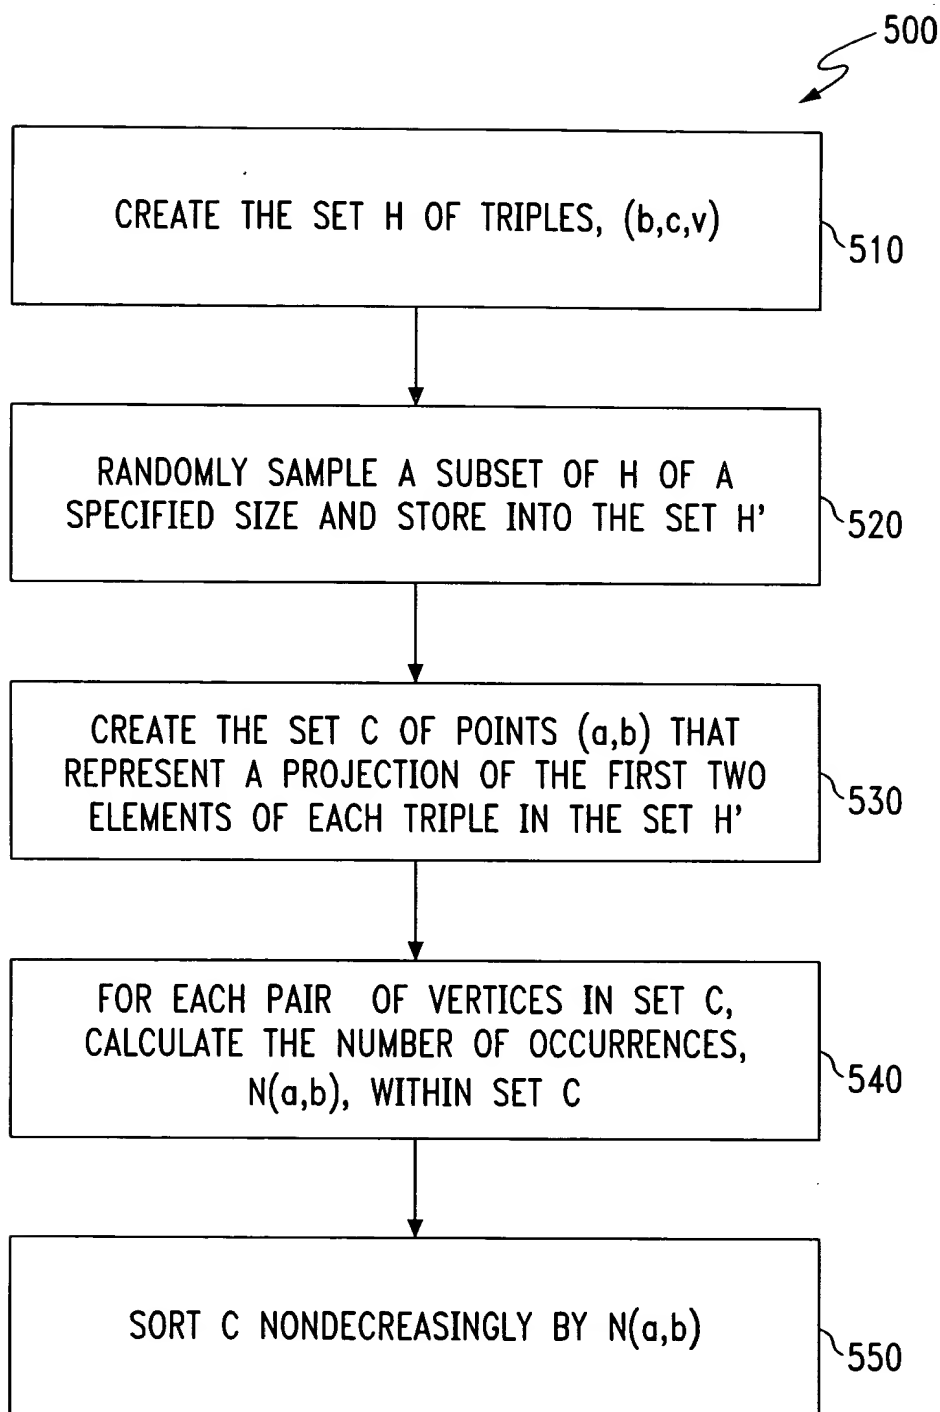 500
CREATE THE SET H OF TRIPLES, (b,c,v)
510
RANDOMLY SAMPLE A SUBSET OF H OF A
SPECIFIED SIZE AND STORE INTO THE SET H'
520
CREATE THE SET C OF POINTS (a,b) THAT
REPRESENT A PROJECTION OF THE FIRST TWO
ELEMENTS OF EACH TRIPLE IN THE SET H'
530
FOR EACH PAIR OF VERTICES IN SET C,
CALCULATE THE NUMBER OF OCCURRENCES,
N(a,b), WITHIN SET C
540
SORT C NONDECREASINGLY BY N(a,b)
550